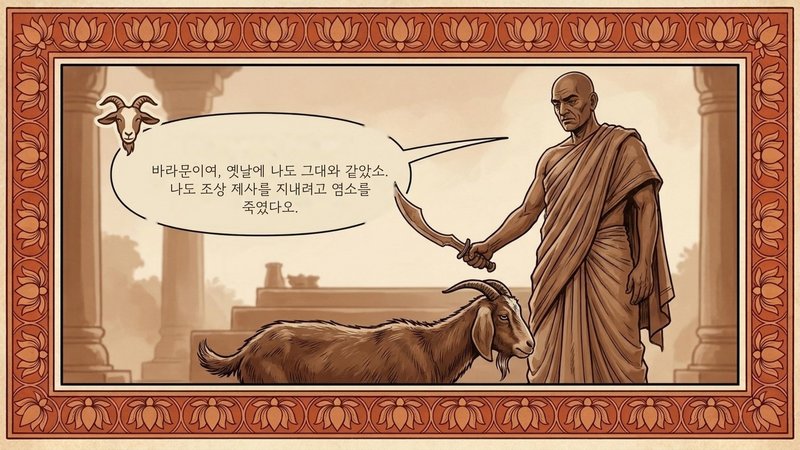 바라문이여, 옛날에 나도 그대와 같았소.
나도 조상 제사를 지내려고 염소를
죽였다오.